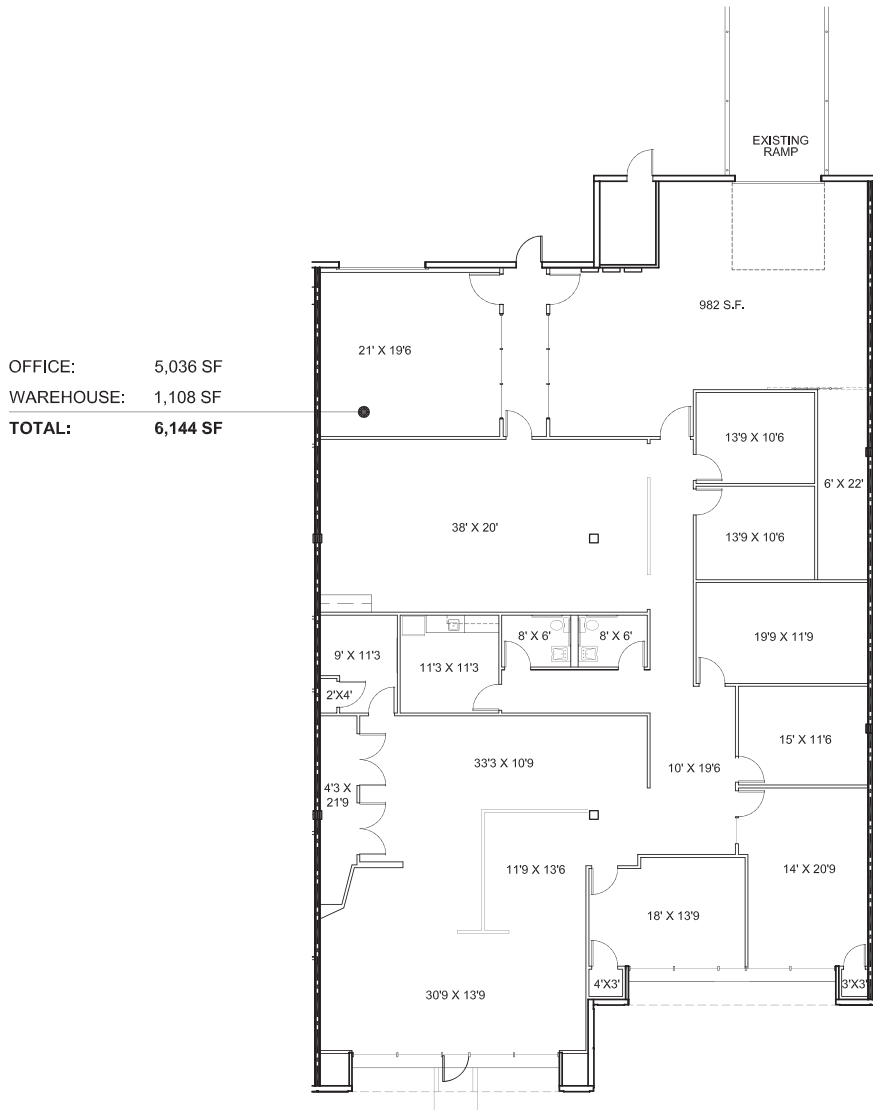 EXISTING
RAMP
982 S.F.
21' X 19'6
OFFICE: 5,036 SF
WAREHOUSE: 1,108 SF
TOTAL: 6,144 SF
13'9 X 10'6
6' X 22'
38' X 20'
13'9 X 10'6
8' X 6'
8' X 6'
19'9 X 11'9
9' X 11'3
11'3 X 11'3
2'X4'
15' X 11'6
33'3 X 10'9
10' X 19'6
4'3 X
21'9
11'9 X 13'6
14' X 20'9
18' X 13'9
4'X3'
3'X3'
30'9 X 13'9